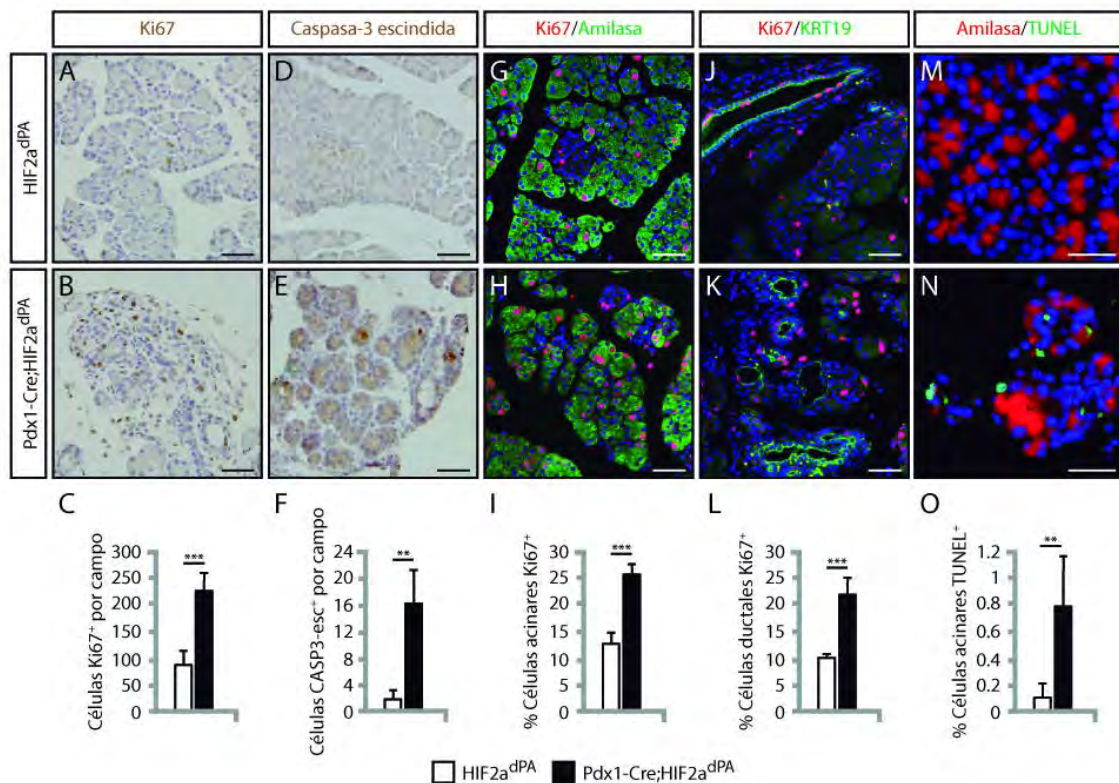 Ki67
Caspasa-3 escindida
Ki67/Amilasa
Ki67/KRT19
Amilasa/TUNEL
HIF2a^dPA
A
D
G
J
M
Pdx1-Cre;HIF2a^dPA
B
E
H
K
N
C
Células Ki67⁺ por campo
300
250
200
150
100
50
0
***
F
Células CASP3-esc⁺ por campo
24
20
16
12
8
4
0
**
I
% Células acinares Ki67⁺
30
25
20
15
10
5
0
***
L
% Células ductales Ki67⁺
30
25
20
15
10
5
0
***
O
% Células acinares TUNEL⁺
1.2
1
0.8
0.6
0.4
0.2
0
**
HIF2a^dPA
Pdx1-Cre;HIF2a^dPA